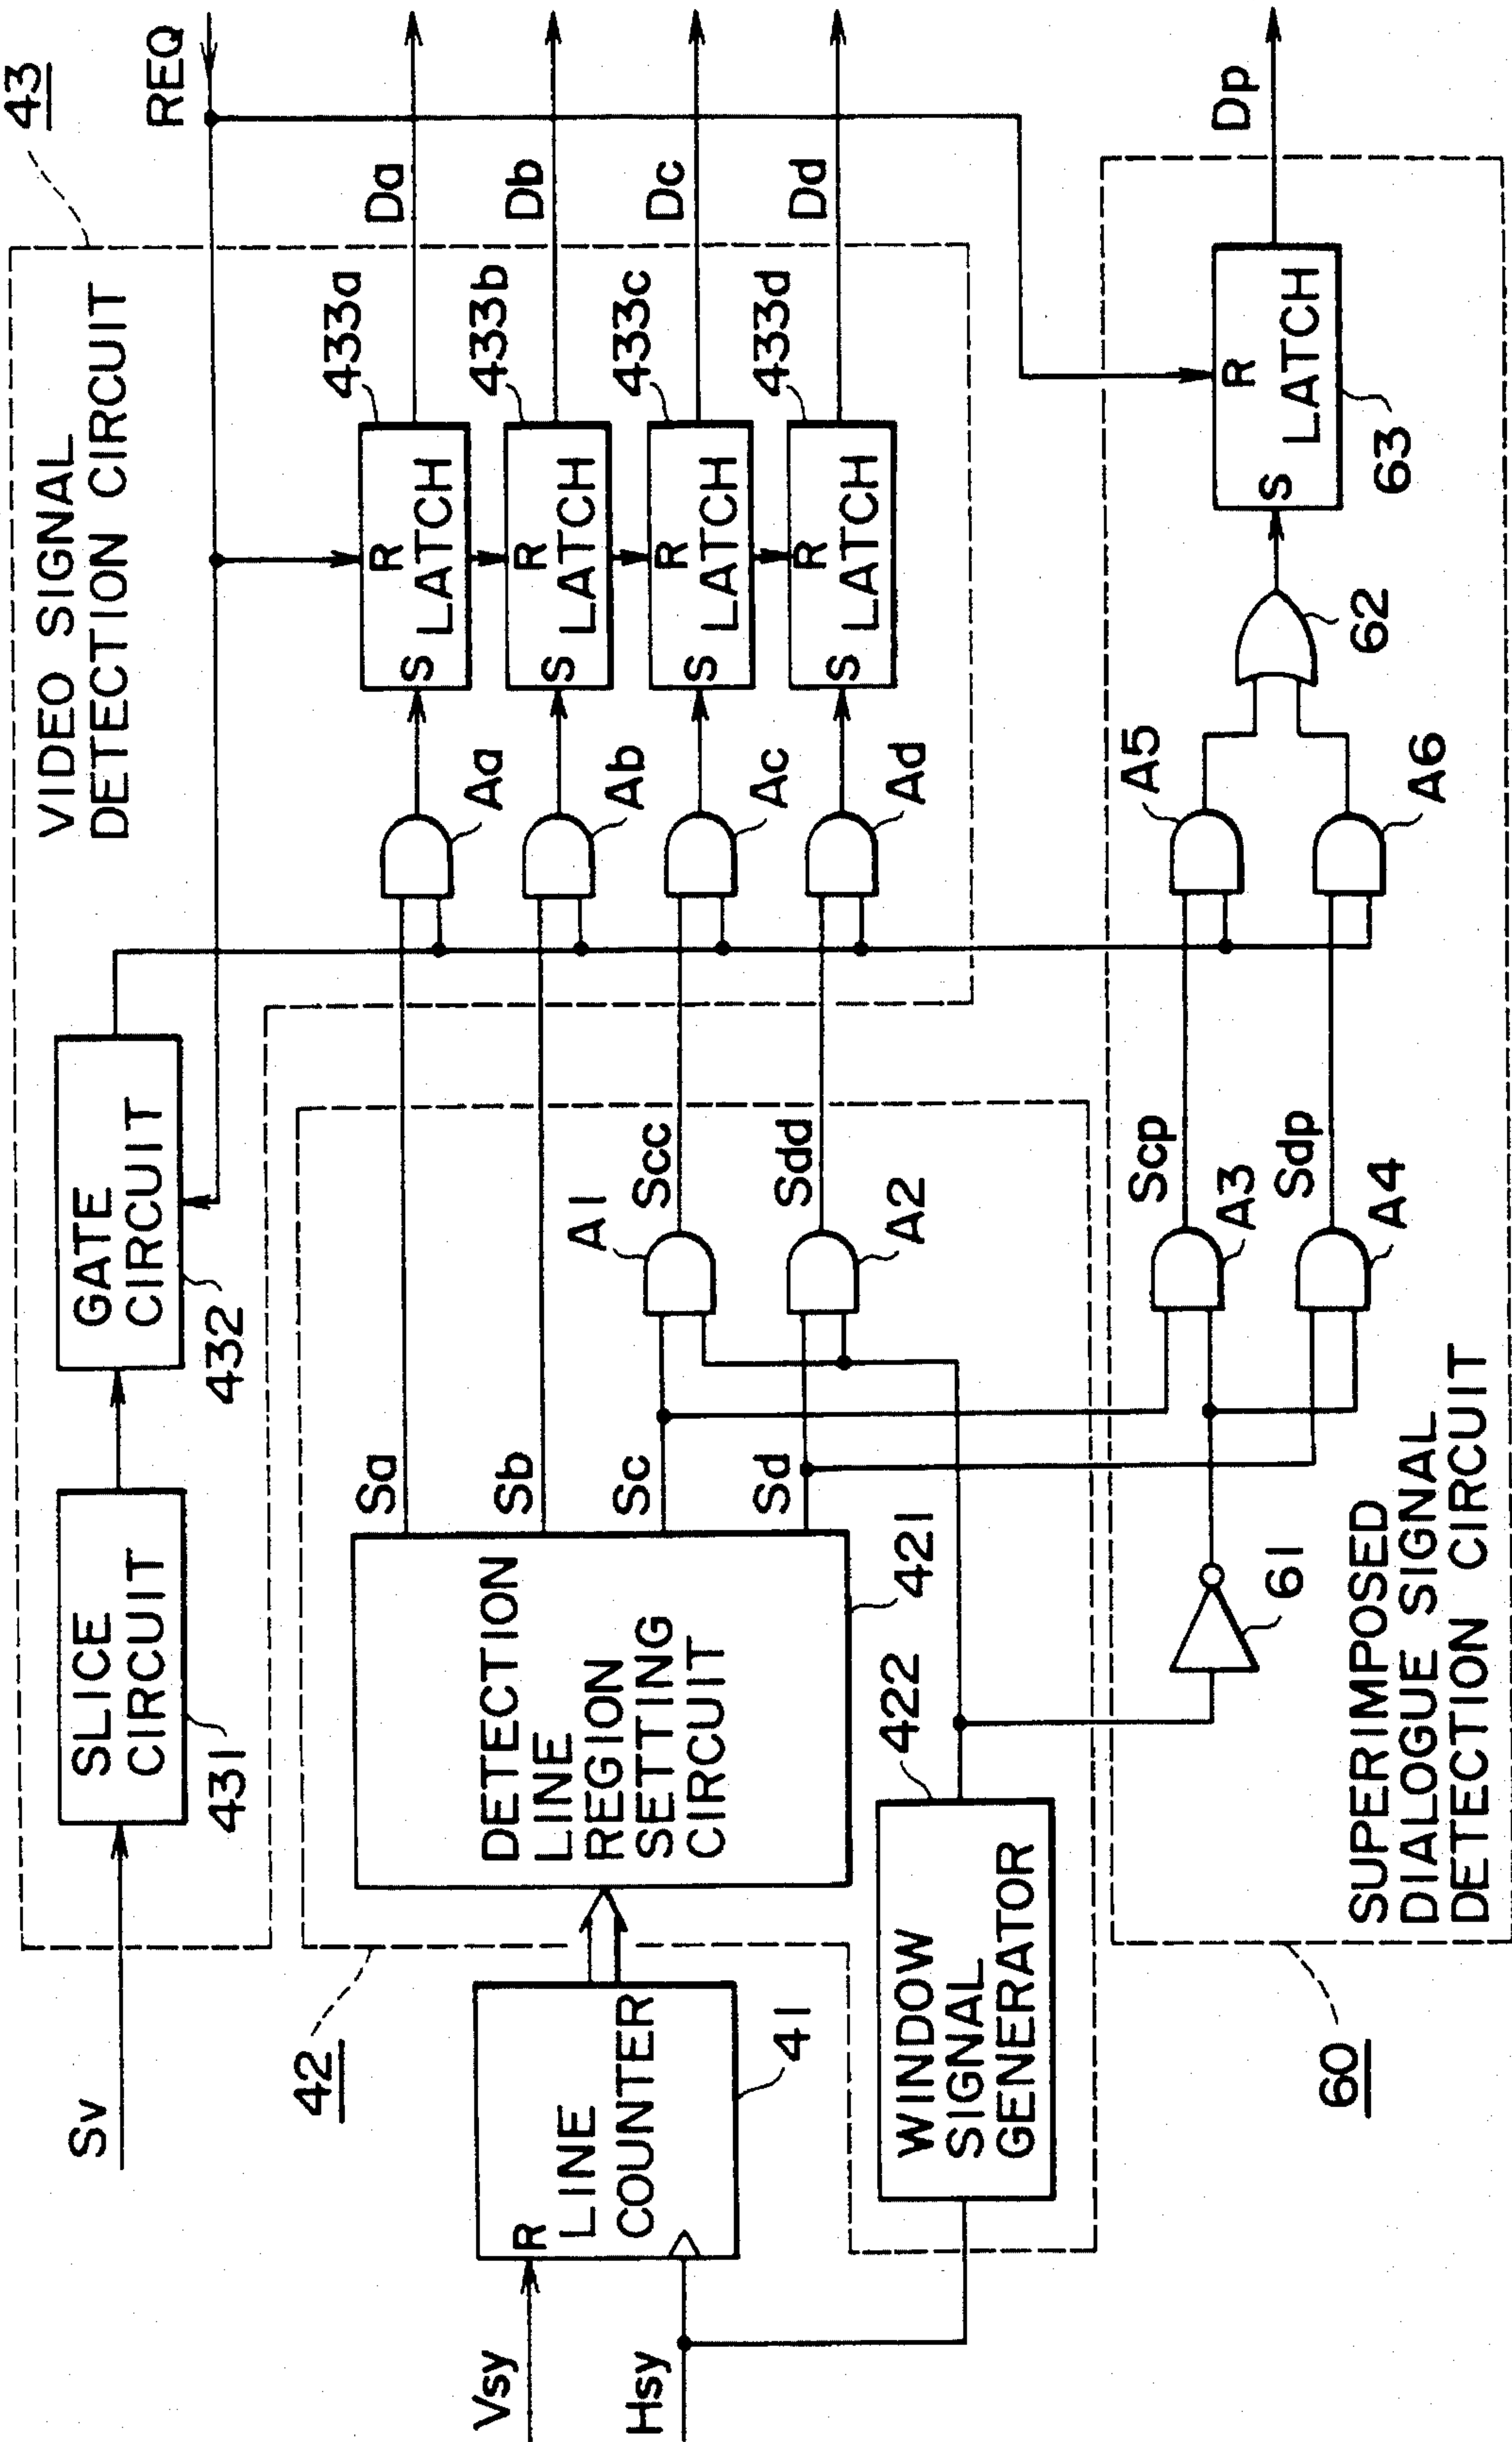 43
VIDEO SIGNAL
DETECTION CIRCUIT
REQ
Sv
SLICE
CIRCUIT
431
GATE
CIRCUIT
432
Aa
Ab
Ac
Ad
S
R
LATCH
433a
S
R
LATCH
433b
S
R
LATCH
433c
S
R
LATCH
433d
Da
Db
Dc
Dd
42
Vsy
Hsy
R
LINE
COUNTER
41
DETECTION
LINE
REGION
SETTING
CIRCUIT
421
Sa
Sb
Sc
Sd
A1
Scc
A2
Sdd
WINDOW
SIGNAL
GENERATOR
422
60
SUPERIMPOSED
DIALOGUE SIGNAL
DETECTION CIRCUIT
61
A3
Scp
A4
Sdp
A5
A6
62
S
R
LATCH
63
Dp